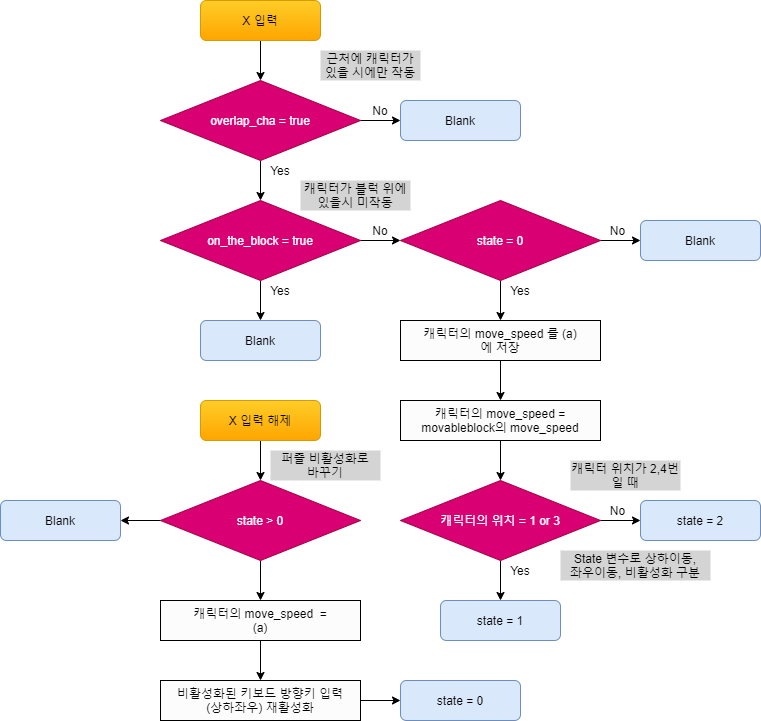 X 입력
근처에 캐릭터가
있을 시에만 작동
overlap_cha = true
No
Blank
Yes
캐릭터가 블럭 위에
있을시 미작동
on_the_block = true
No
state = 0
No
Blank
Yes
Yes
Blank
캐릭터의 move_speed 를 (a)
에 저장
캐릭터의 move_speed =
movableblock의 move_speed
X 입력 해제
퍼즐 비활성화로
바꾸기
캐릭터 위치가 2,4번
일 때
Blank
state > 0
캐릭터의 위치 = 1 or 3
No
state = 2
Yes
State 변수로 상하이동,
좌우이동, 비활성화 구분
캐릭터의 move_speed =
(a)
state = 1
비활성화된 키보드 방향키 입력
(상하좌우) 재활성화
state = 0